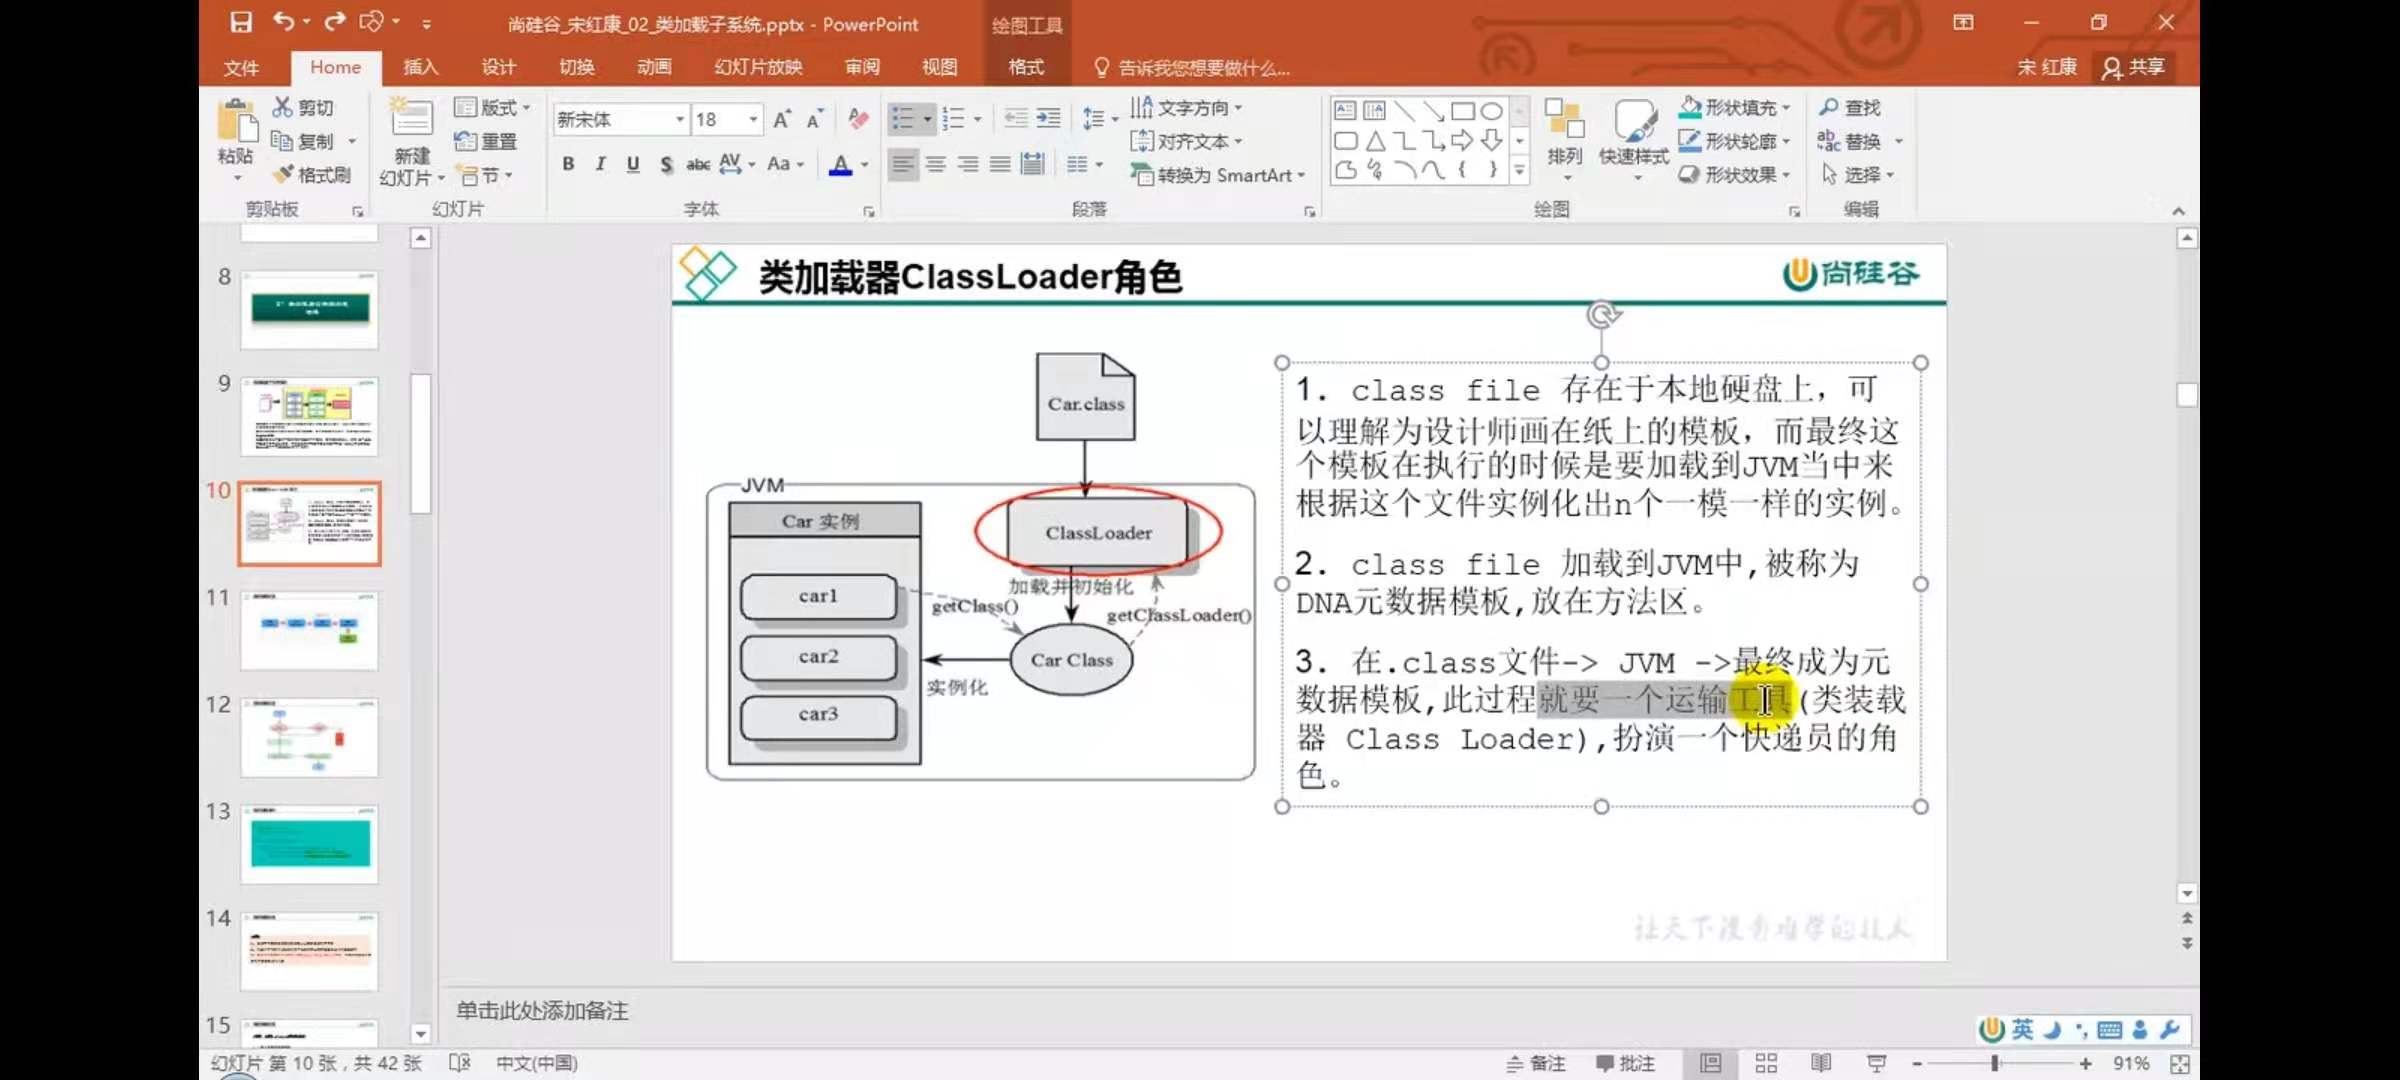 尚硅谷_宋红康_02_类加载子系统.pptx - PowerPoint
绘图工具
文件
Home
插入
设计
切换
动画
幻灯片放映
审阅
视图
格式
告诉我您想要做什么...
宋 红康
共享
粘贴
剪切
复制
格式刷
剪贴板
新建
幻灯片
版式
重置
节
幻灯片
新宋体
18
字体
文字方向
对齐文本
转换为 SmartArt
段落
排列
快速样式
形状填充
形状轮廓
形状效果
绘图
查找
替换
选择
编辑
8
9
10
11
12
13
14
15
类加载器ClassLoader角色
尚硅谷
Car.class
JVM
Car 实例
car1
car2
car3
ClassLoader
加载并初始化
getClass()
getClassLoader()
Car Class
实例化
1. class file 存在于本地硬盘上，可
以理解为设计师画在纸上的模板，而最终这
个模板在执行的时候是要加载到JVM当中来
根据这个文件实例化出n个一模一样的实例。
2. class file 加载到JVM中,被称为
DNA元数据模板,放在方法区。
3. 在.class文件-> JVM ->最终成为元
数据模板,此过程就要一个运输工具(类装载
器 Class Loader),扮演一个快递员的角
色。
让天下没有难学的技术
单击此处添加备注
英
幻灯片 第 10 张，共 42 张
中文(中国)
备注
批注
91%